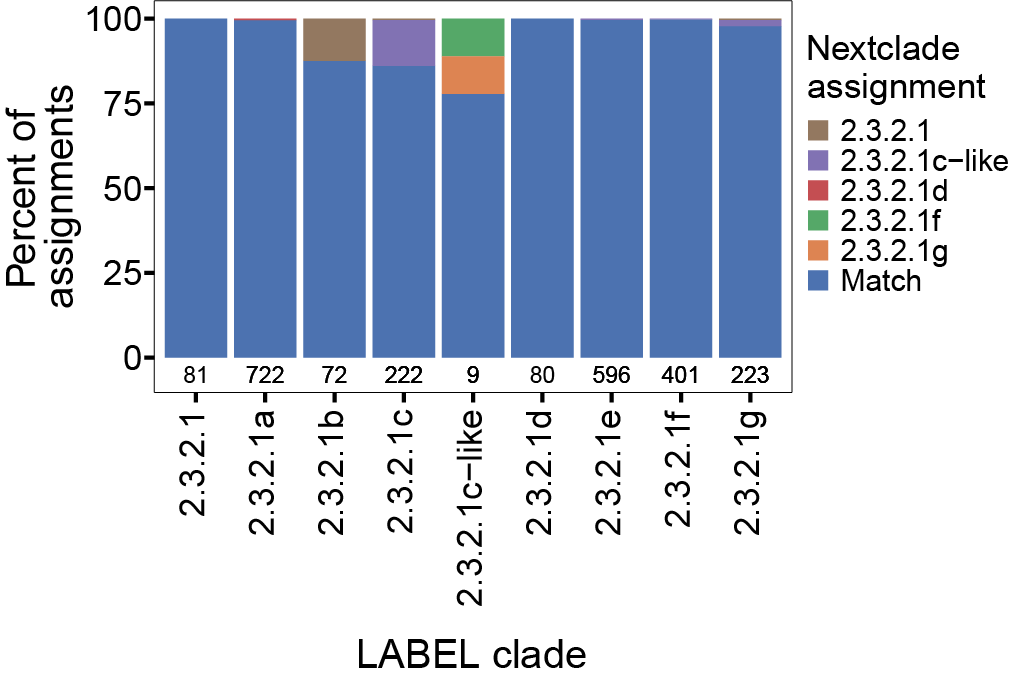 100
75
50
25
0
Percent of
assignments
81 722 72 222 9 80 596 401 223
2.3.2.1
2.3.2.1a
2.3.2.1b
2.3.2.1c
2.3.2.1c−like
2.3.2.1d
2.3.2.1e
2.3.2.1f
2.3.2.1g
LABEL clade
Nextclade
assignment
2.3.2.1
2.3.2.1c−like
2.3.2.1d
2.3.2.1f
2.3.2.1g
Match